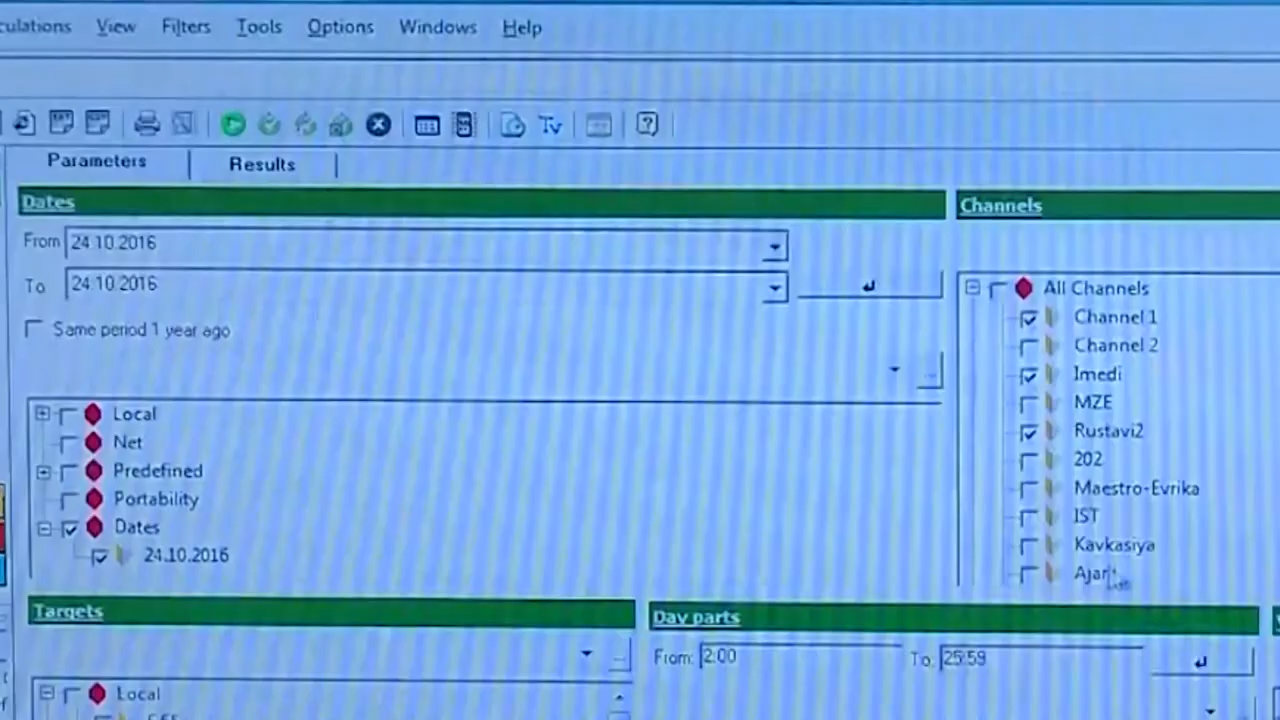 culations View Filters Tools Options Windows Help
Tv
Parameters Results
Dates
From 24.10.2016
To 24.10.2016
Same period 1 year ago
Local
Net
Predefined
Portability
Dates
24.10.2016
Channels
All Channels
Channel 1
Channel 2
Imedi
MZE
Rustavi2
202
Maestro-Evrika
IST
Kavkasiya
Ajar
Targets
Local
Day parts
From: 2:00 To: 25:59